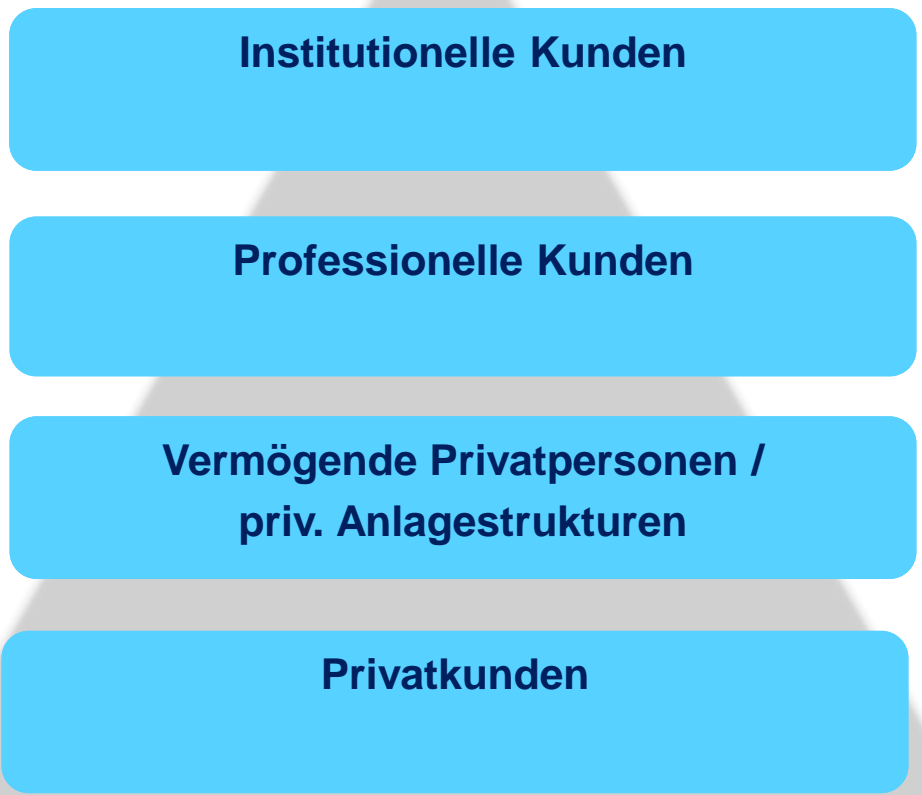 Institutionelle Kunden
Professionelle Kunden
Vermögende Privatpersonen /
priv. Anlagestrukturen
Privatkunden